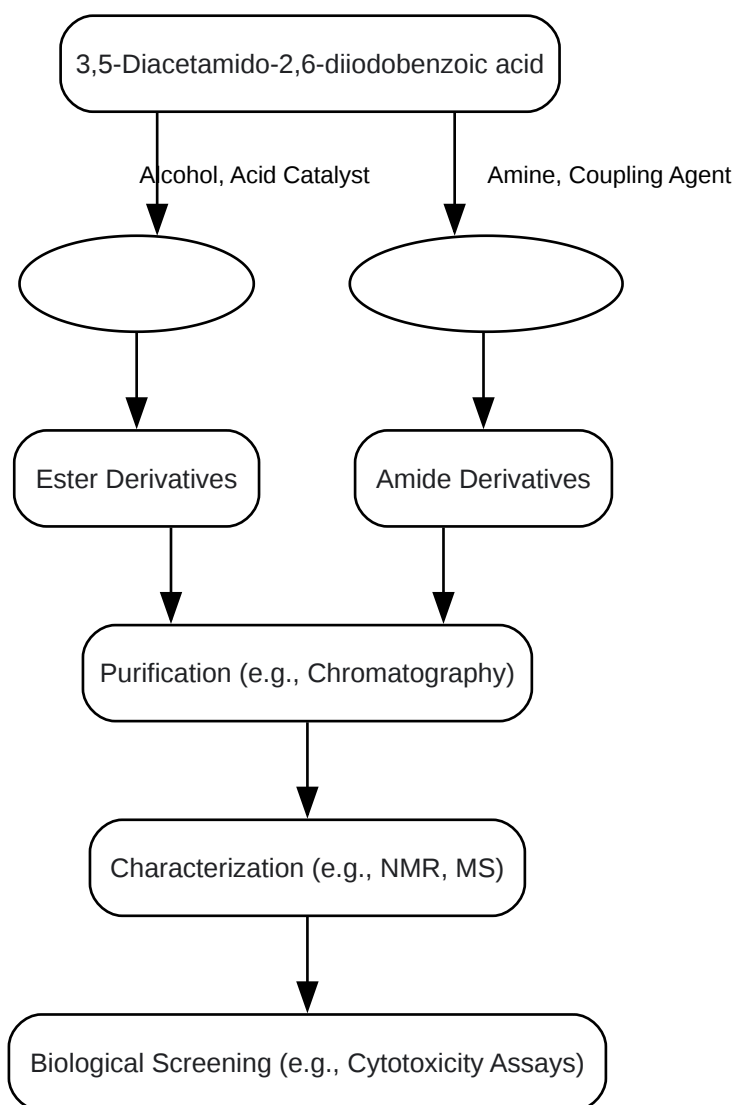 3,5-Diacetamido-2,6-diiodobenzoic acid
Alcohol, Acid Catalyst
Amine, Coupling Agent
Ester Derivatives
Amide Derivatives
Purification (e.g., Chromatography)
Characterization (e.g., NMR, MS)
Biological Screening (e.g., Cytotoxicity Assays)